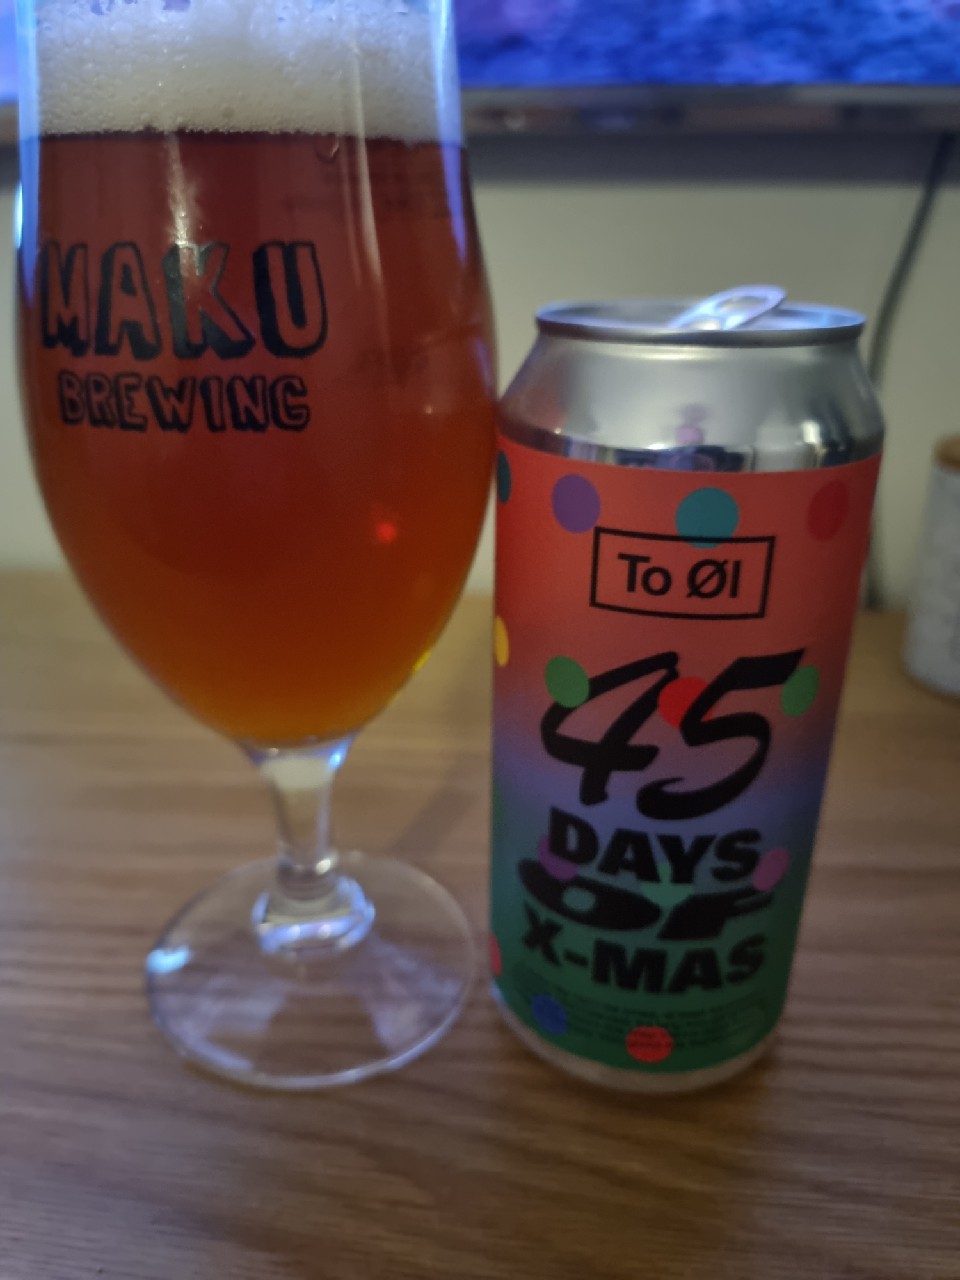 MAKU
BREWING
To Øl
45
DAYS
OF
X-MAS